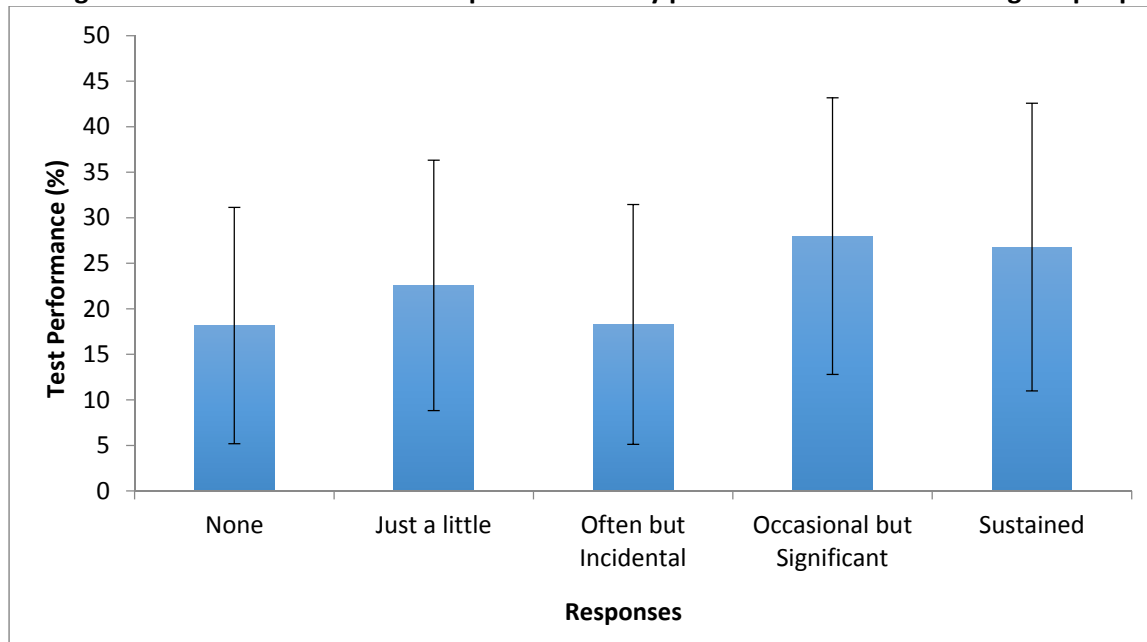 50
45
40
35
30
25
20
15
10
5
0
Test Performance (%)
None
Just a little
Often but
Incidental
Occasional but
Significant
Sustained
Responses